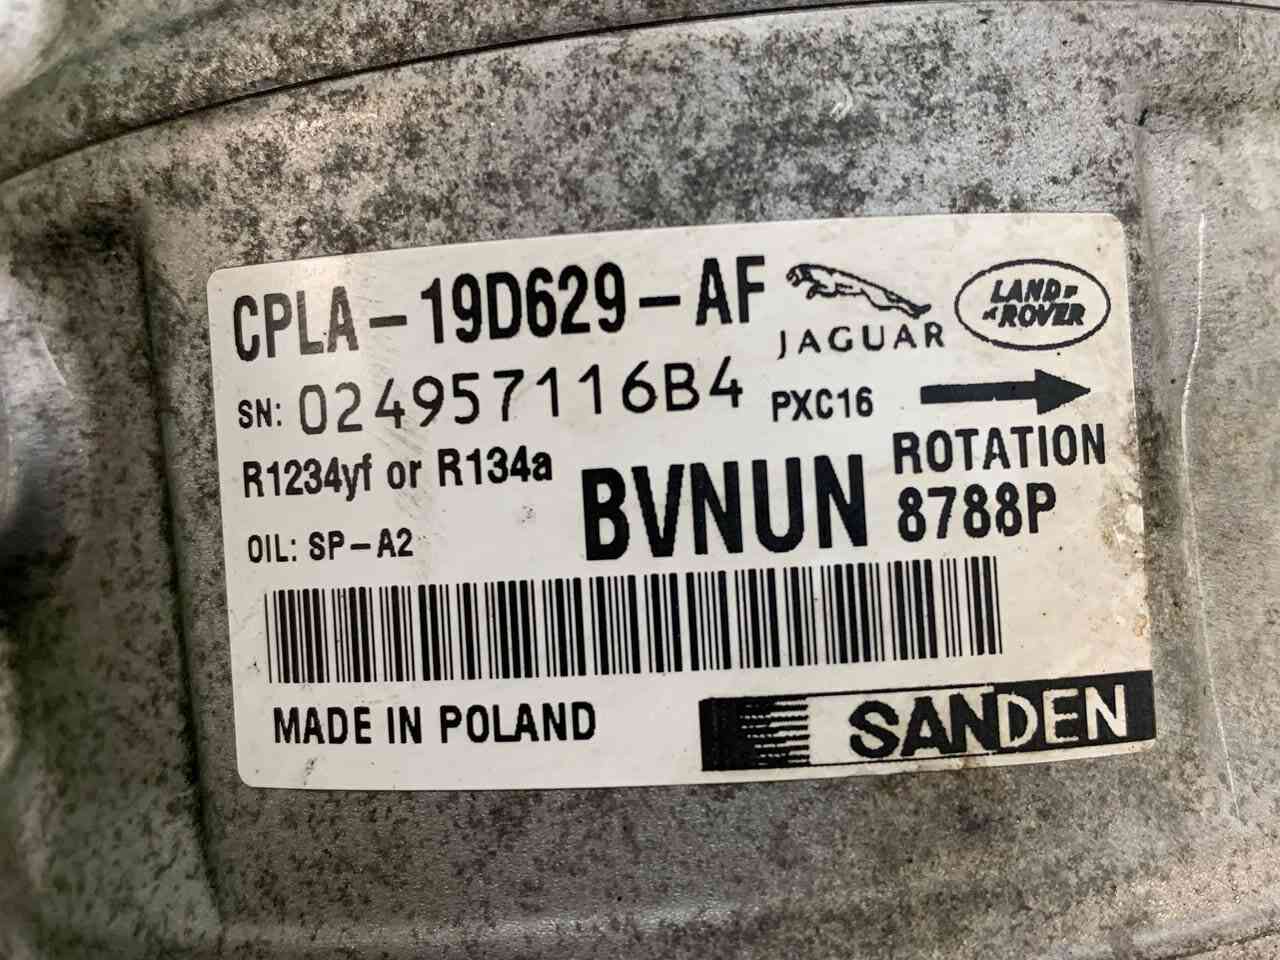 CPLA-19D629-AF JAGUAR LAND ROVER
SN: 024957116B4 PXC16
R1234yf or R134a BVNUN ROTATION
OIL: SP-A2 8788P
MADE IN POLAND SANDEN